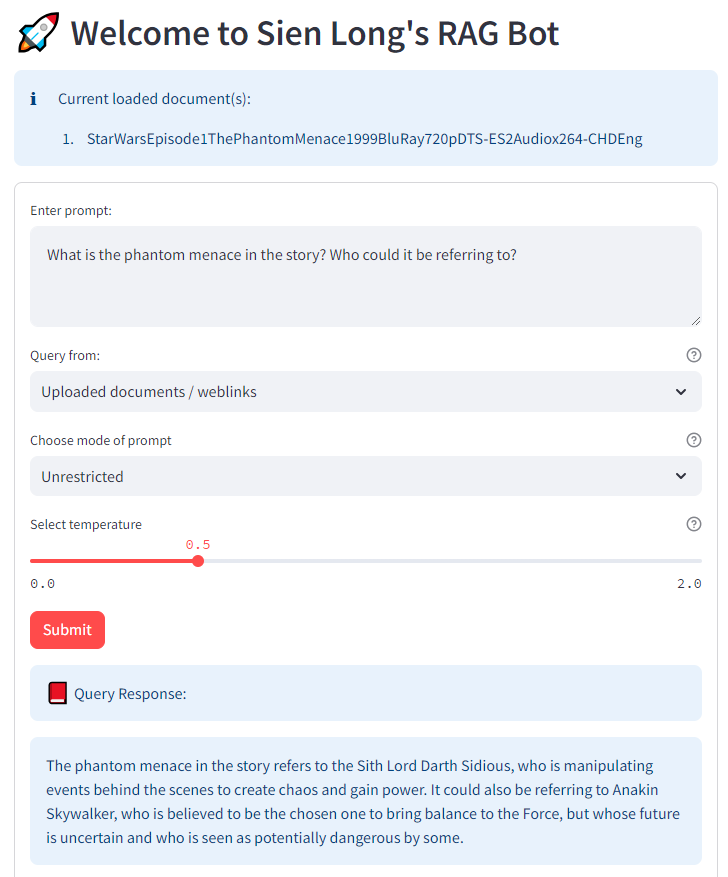 Welcome to Sien Long's RAG Bot
Current loaded document(s):
1. StarWarsEpisode1ThePhantomMenace1999BluRay720pDTS-ES2Audiox264-CHDEng
Enter prompt:
What is the phantom menace in the story? Who could it be referring to?
Query from:
Uploaded documents / weblinks
Choose mode of prompt
Unrestricted
Select temperature
0.5
0.0 2.0
Submit
Query Response:
The phantom menace in the story refers to the Sith Lord Darth Sidious, who is manipulating
events behind the scenes to create chaos and gain power. It could also be referring to Anakin
Skywalker, who is believed to be the chosen one to bring balance to the Force, but whose future
is uncertain and who is seen as potentially dangerous by some.